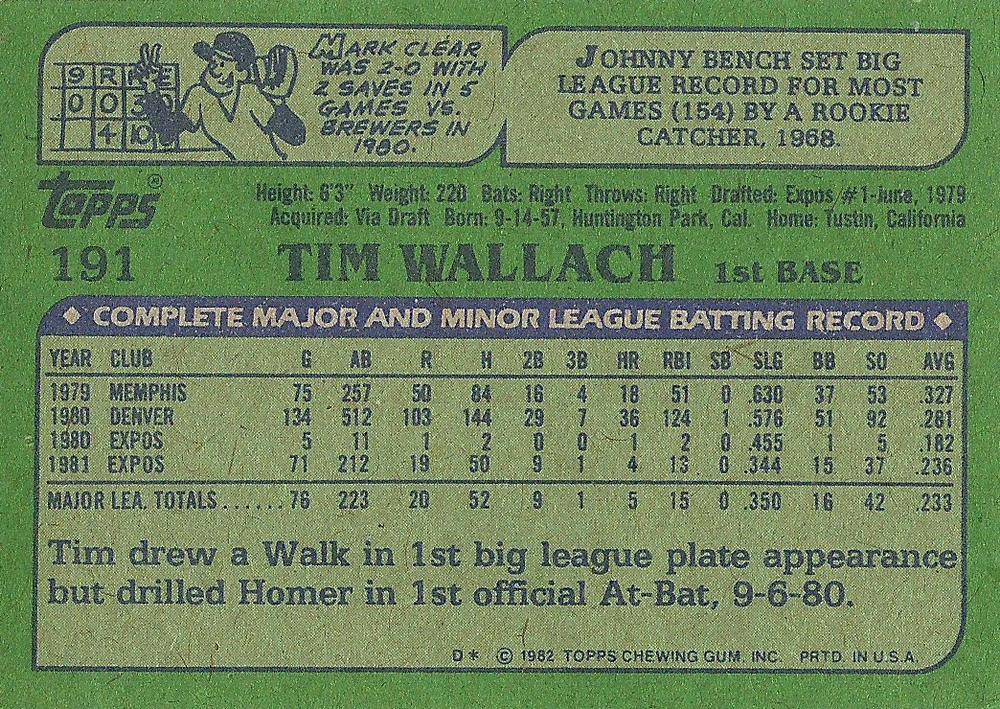 9 R H E
0 0 3
4 10
MARK CLEAR
WAS 2-0 WITH
2 SAVES IN 5
GAMES VS.
BREWERS IN
1980.
JOHNNY BENCH SET BIG
LEAGUE RECORD FOR MOST
GAMES (154) BY A ROOKIE
CATCHER, 1968.
Topps®
Height: 6'3" Weight: 220 Bats: Right Throws: Right Drafted: Expos #1-June, 1979
Acquired: Via Draft Born: 9-14-57, Huntington Park, Cal. Home: Tustin, California
191 TIM WALLACH 1st BASE
◆ COMPLETE MAJOR AND MINOR LEAGUE BATTING RECORD ◆
YEAR CLUB G AB R H 2B 3B HR RBI SB SLG BB SO AVG
1979 MEMPHIS 75 257 50 84 16 4 18 51 0 .630 37 53 .327
1980 DENVER 134 512 103 144 29 7 36 124 1 .576 51 92 .281
1980 EXPOS 5 11 1 2 0 0 1 2 0 .455 1 5 .182
1981 EXPOS 71 212 19 50 9 1 4 13 0 .344 15 37 .236
MAJOR LEA. TOTALS......76 223 20 52 9 1 5 15 0 .350 16 42 .233
Tim drew a Walk in 1st big league plate appearance
but drilled Homer in 1st official At-Bat, 9-6-80.
D* © 1982 TOPPS CHEWING GUM, INC. PRTD. IN U.S.A.